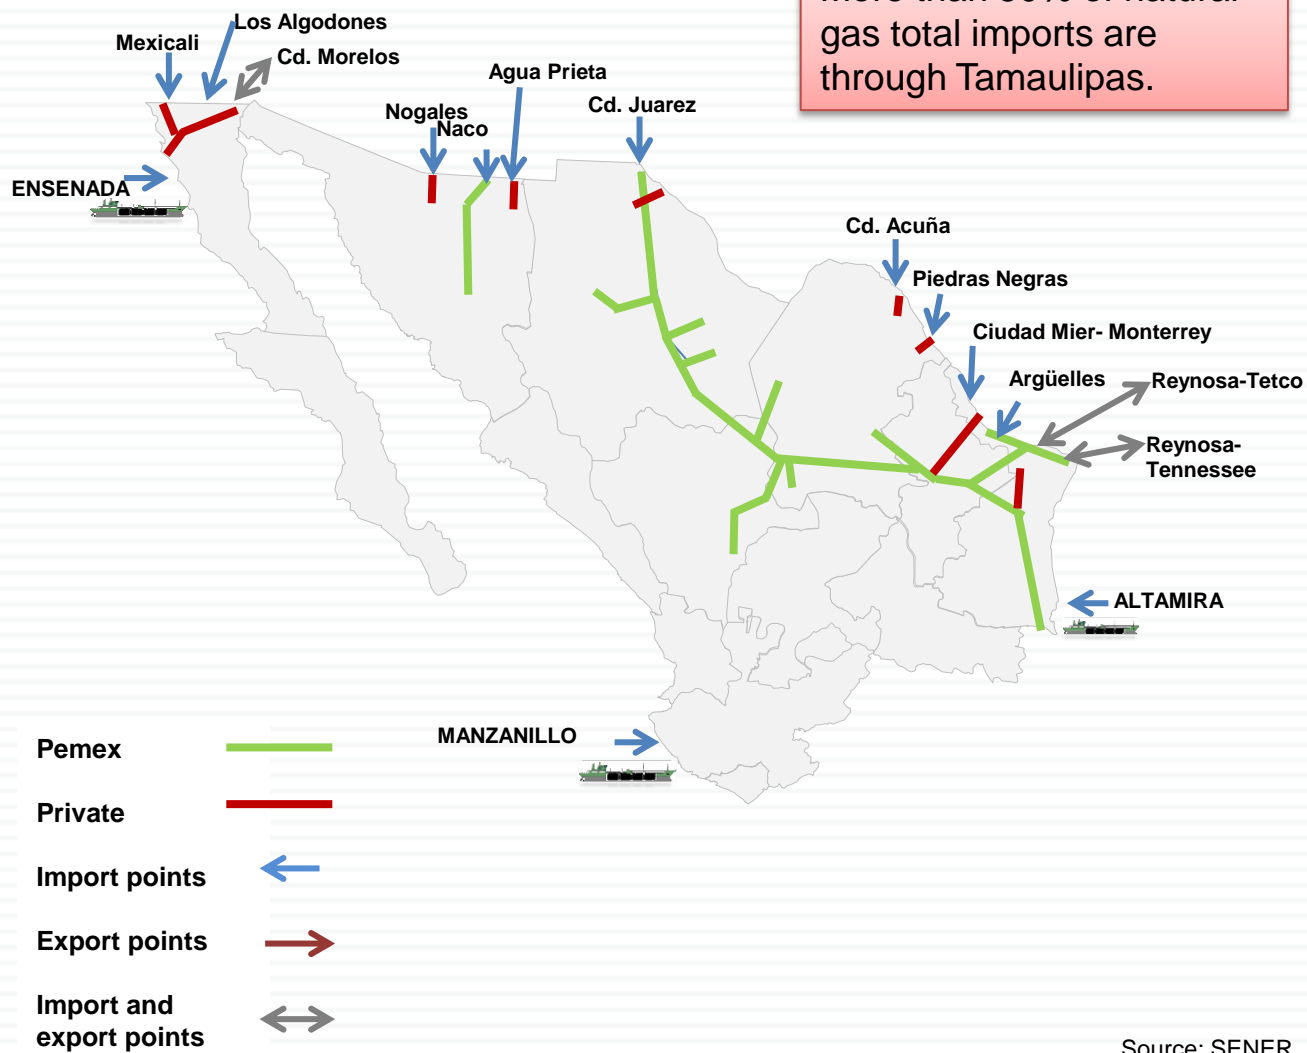 gas total imports are
through Tamaulipas.
Los Algodones
Mexicali
Cd. Morelos
Agua Prieta
Cd. Juarez
Nogales
Naco
ENSENADA
Cd. Acuña
Piedras Negras
Ciudad Mier- Monterrey
Argüelles
Reynosa-Tetco
Reynosa-
Tennessee
ALTAMIRA
MANZANILLO
Pemex
Private
Import points
Export points
Import and
export points
Source: SENER